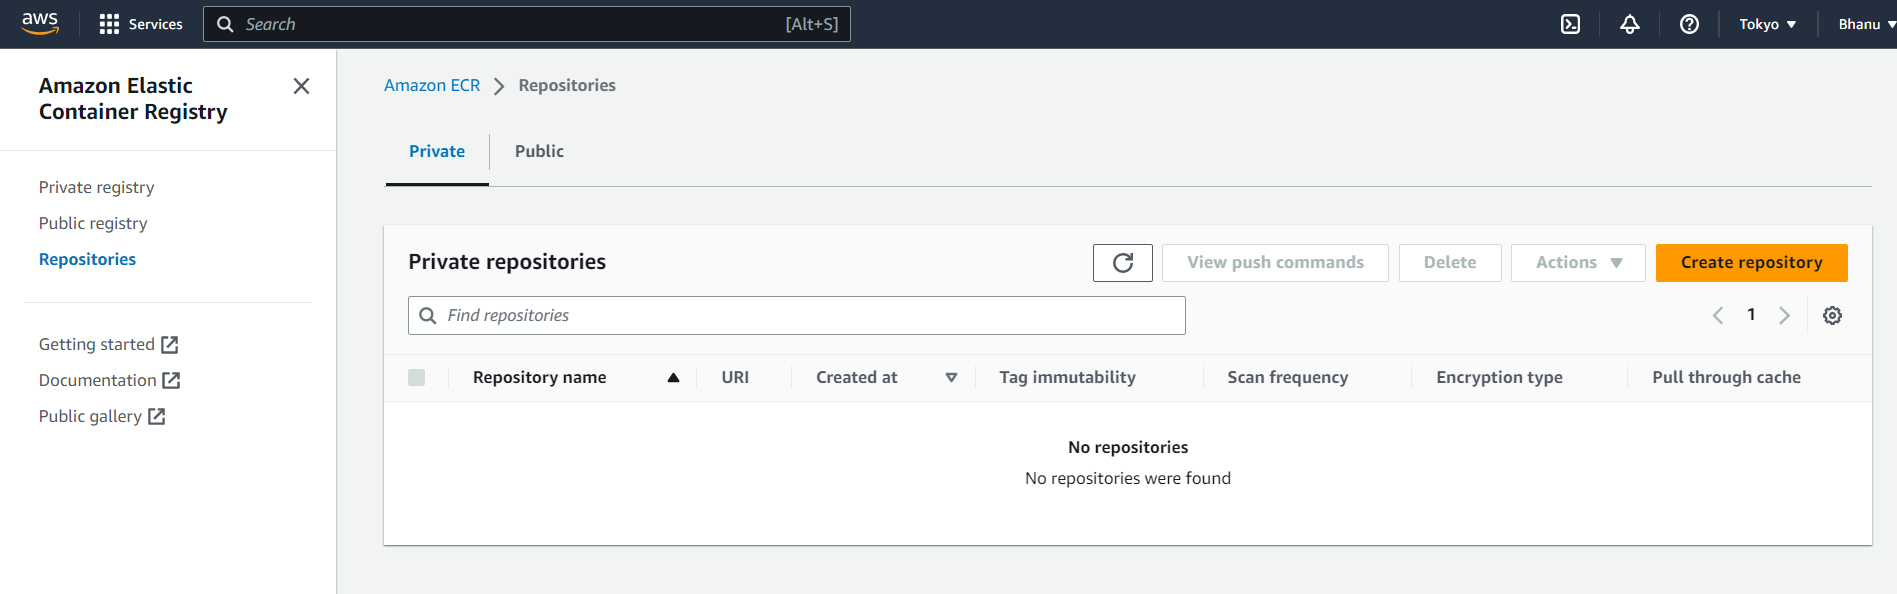 aws Services Search [Alt+S] Tokyo Bhanu
Amazon Elastic
Container Registry
Private registry
Public registry
Repositories
Getting started
Documentation
Public gallery
Amazon ECR Repositories
Private Public
Private repositories View push commands Delete Actions Create repository
Find repositories 1
Repository name URI Created at Tag immutability Scan frequency Encryption type Pull through cache
No repositories
No repositories were found